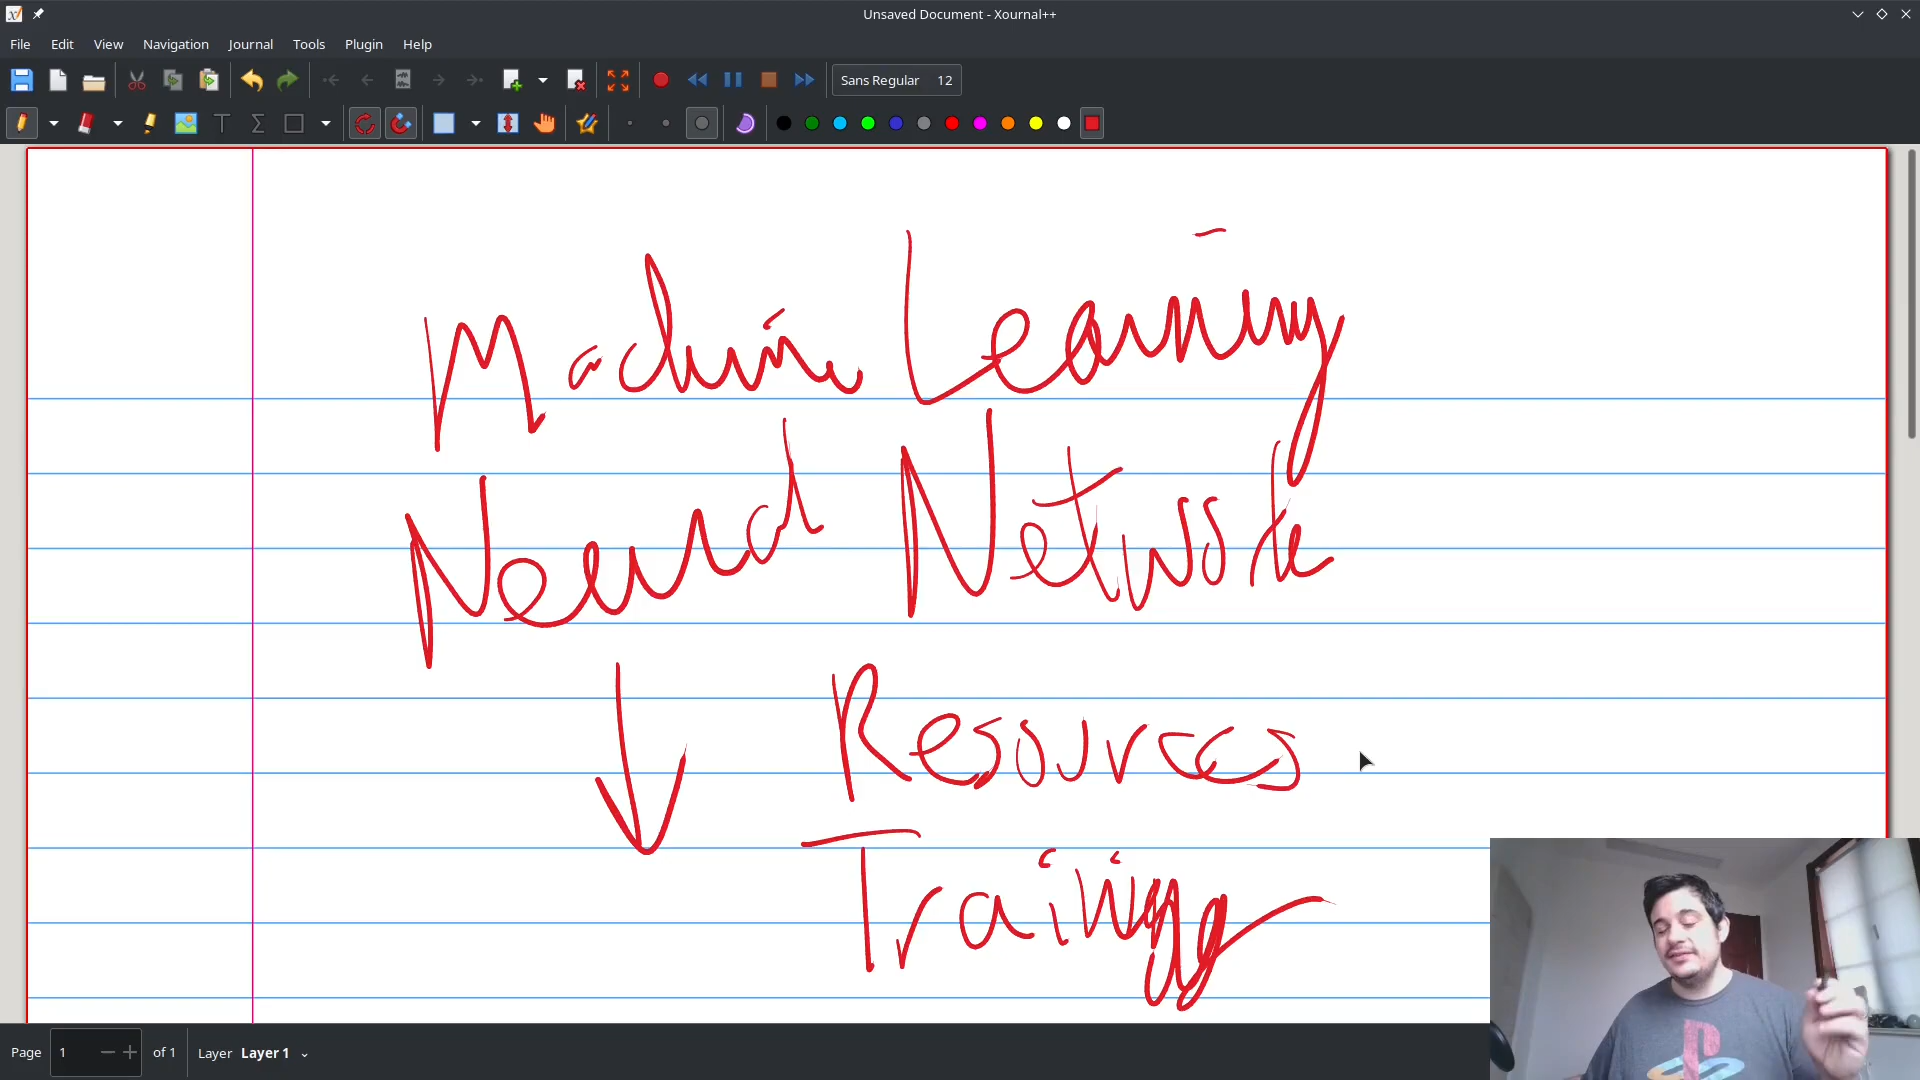 Unsaved Document - Xournal++
File Edit View Navigation Journal Tools Plugin Help
Sans Regular 12
Machine Learning
Neural Network
Resources
Training
Page 1 of 1 Layer Layer 1